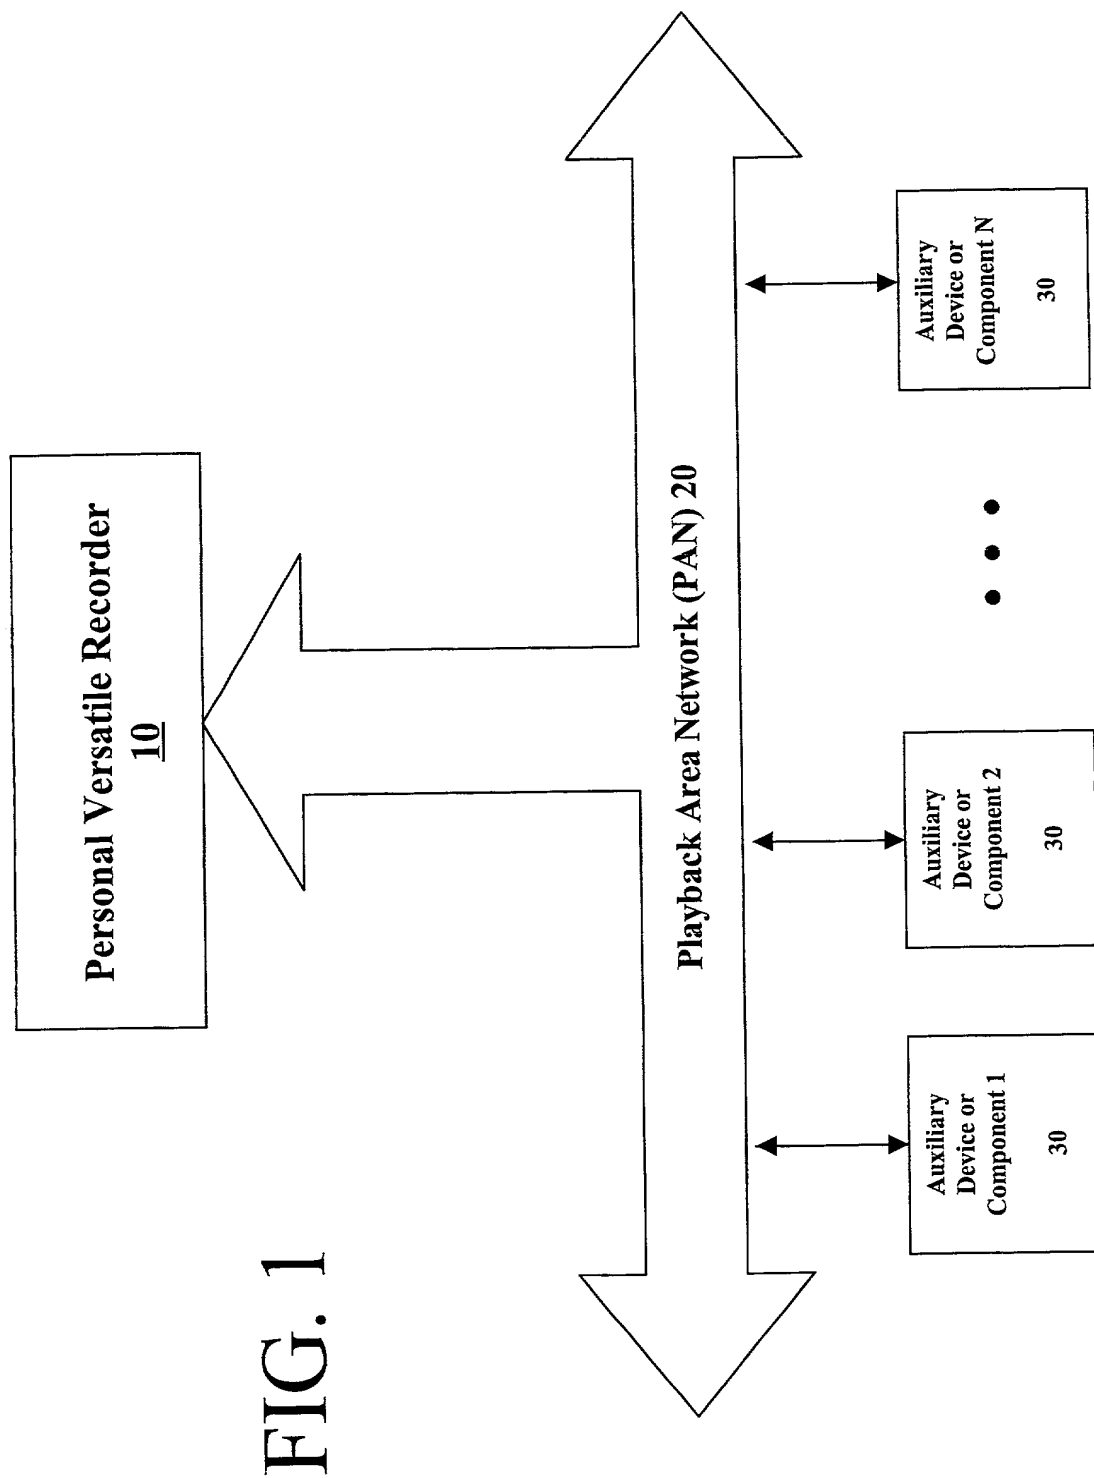 FIG. 1
Personal Versatile Recorder
10
Playback Area Network (PAN) 20
Auxiliary
Device or
Component 1
30
Auxiliary
Device or
Component 2
30
Auxiliary
Device or
Component N
30